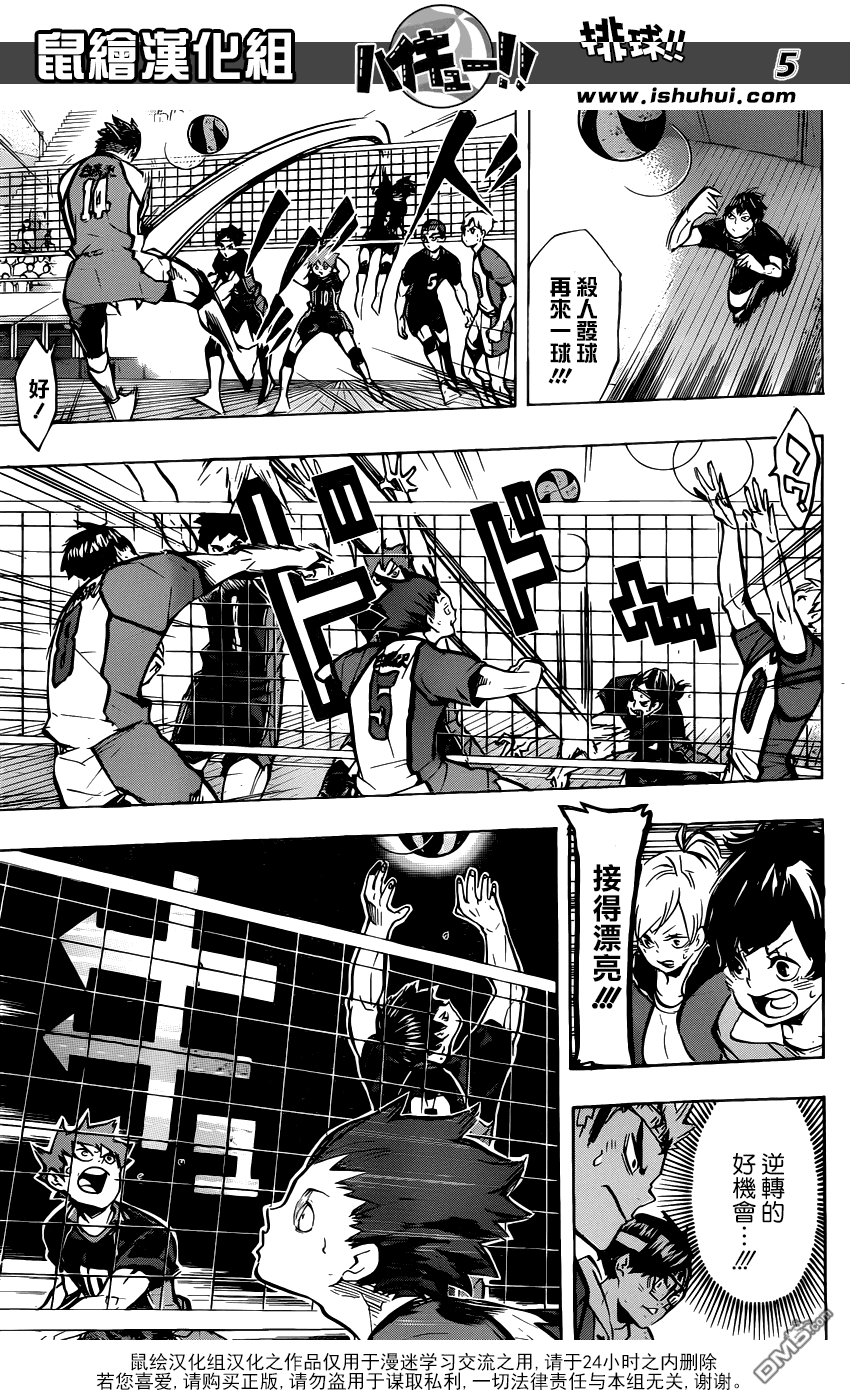 鼠繪漢化組
ハイキュー!!
排球!!
5
www.ishuhui.com
殺人發球
再來一球!!!
14
5
10
好!
接得漂亮!!!
逆轉的
好機會…!!!
DM5.com
鼠绘汉化组汉化之作品仅用于漫迷学习交流之用,请于24小时之内删除
若您喜爱,请购买正版,请勿盗用于谋取私利,一切法律责任与本组无关,谢谢。